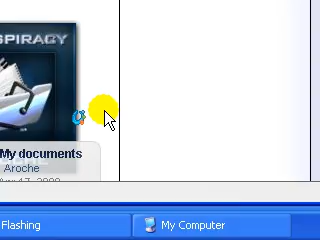 SPIRACY
My documents
Aroche
Flashing
My Computer